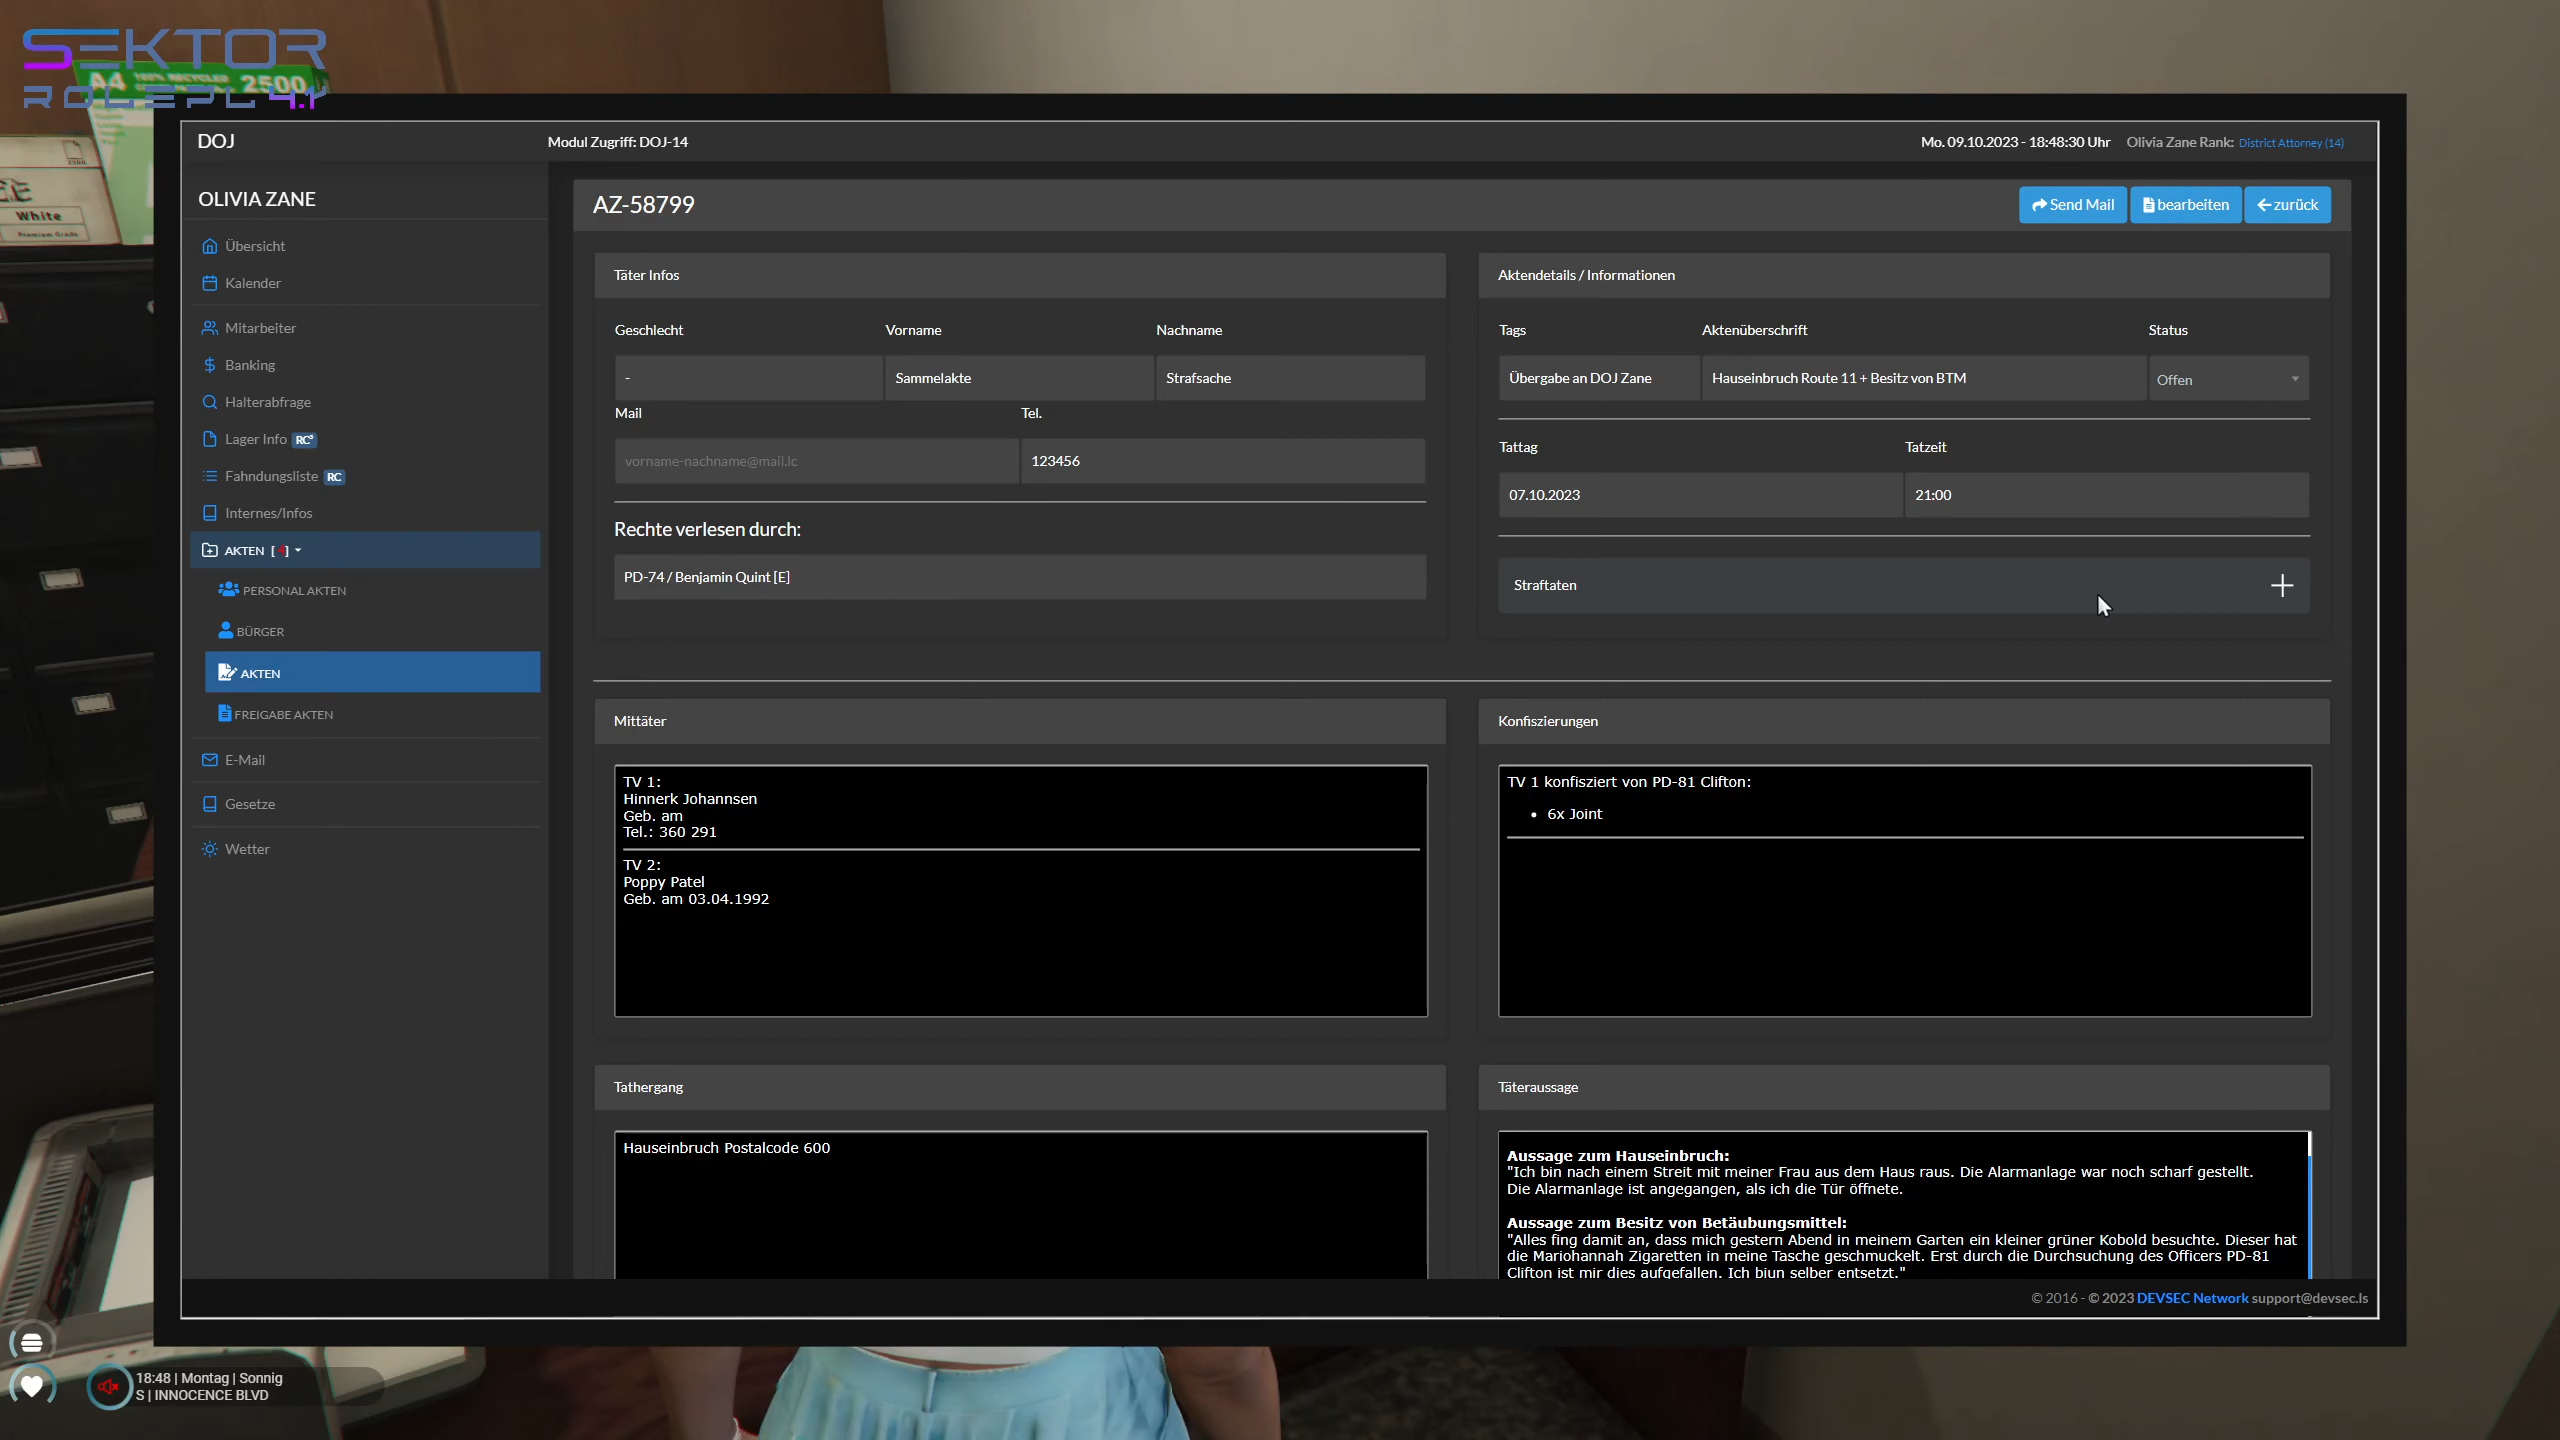 SEKTOR
ROLEPL4.Y
A4 100% RECYCLED 2500
White
Premium Grade
DOJ
Modul Zugriff: DOJ-14
Mo. 09.10.2023 - 18:48:30 Uhr
Olivia Zane Rank: District Attorney (14)
OLIVIA ZANE
Übersicht
Kalender
Mitarbeiter
Banking
Halterabfrage
Lager Info RC³
Fahndungsliste RC
Internes/Infos
AKTEN
PERSONAL AKTEN
BÜRGER
AKTEN
FREIGABE AKTEN
E-Mail
Gesetze
Wetter
AZ-58799
Send Mail
bearbeiten
zurück
Täter Infos
Geschlecht
Vorname
Nachname
-
Sammelakte
Strafsache
Mail
Tel.
vorname-nachname@mail.lc
123456
Rechte verlesen durch:
PD-74 / Benjamin Quint [E]
Aktendetails / Informationen
Tags
Aktenüberschrift
Status
Übergabe an DOJ Zane
Hauseinbruch Route 11 + Besitz von BTM
Offen
Tattag
Tatzeit
07.10.2023
21:00
Straftaten
Mittäter
TV 1:
Hinnerk Johannsen
Geb. am
Tel.: 360 291
TV 2:
Poppy Patel
Geb. am 03.04.1992
Konfiszierungen
TV 1 konfisziert von PD-81 Clifton:
• 6x Joint
Tathergang
Hauseinbruch Postalcode 600
Täteraussage
Aussage zum Hauseinbruch:
"Ich bin nach einem Streit mit meiner Frau aus dem Haus raus. Die Alarmanlage war noch scharf gestellt.
Die Alarmanlage ist angegangen, als ich die Tür öffnete.
Aussage zum Besitz von Betäubungsmittel:
"Alles fing damit an, dass mich gestern Abend in meinem Garten ein kleiner grüner Kobold besuchte. Dieser hat
die Mariohannah Zigaretten in meine Tasche geschmuckelt. Erst durch die Durchsuchung des Officers PD-81
Clifton ist mir dies aufgefallen. Ich biun selber entsetzt."
© 2016 - © 2023 DEVSEC Network support@devsec.ls
18:48 | Montag | Sonnig
S | INNOCENCE BLVD